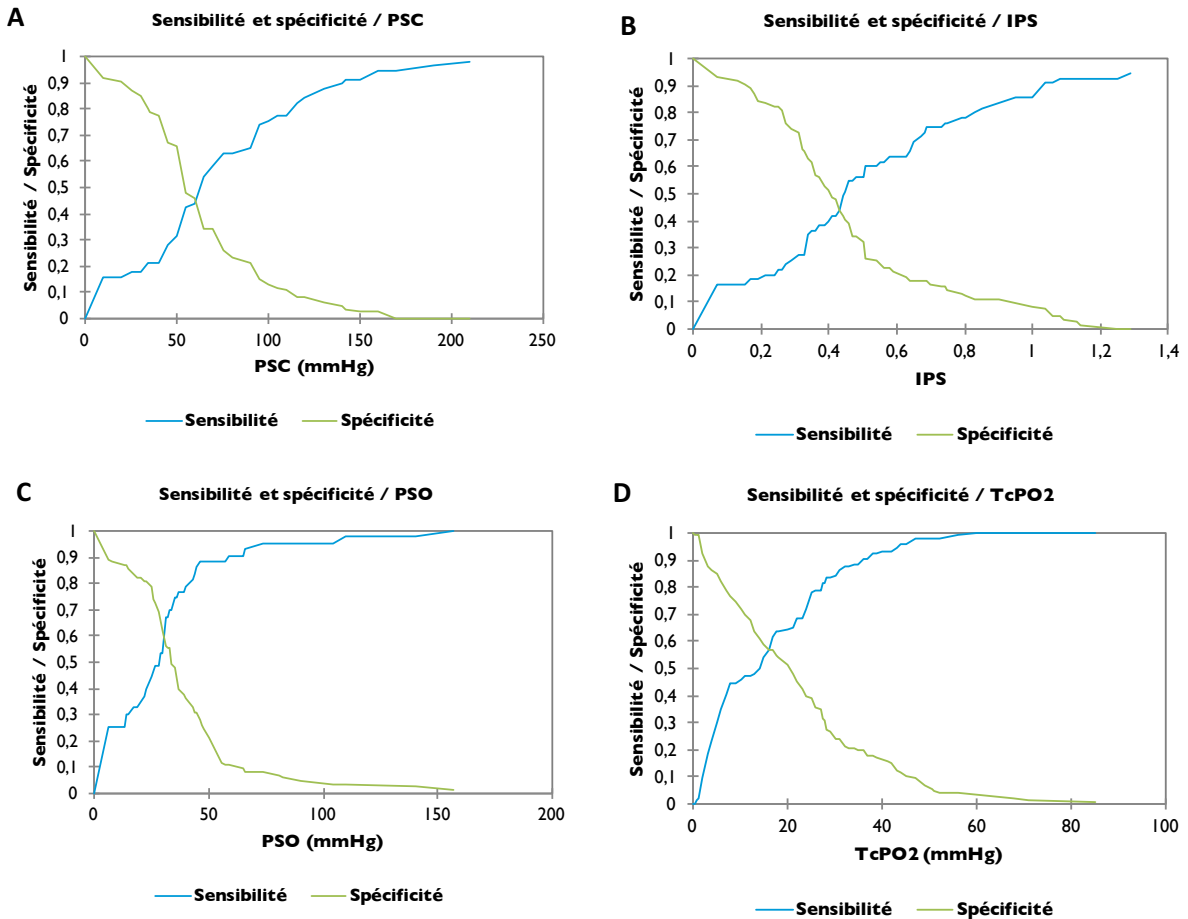 A
Sensibilité et spécificité / PSC
Sensibilité / Spécificité
1
0,9
0,8
0,7
0,6
0,5
0,4
0,3
0,2
0,1
0
0 50 100 150 200 250
PSC (mmHg)
Sensibilité Spécificité
B
Sensibilité et spécificité / IPS
Sensibilité / Spécificité
1
0,9
0,8
0,7
0,6
0,5
0,4
0,3
0,2
0,1
0
0 0,2 0,4 0,6 0,8 1 1,2 1,4
IPS
Sensibilité Spécificité
C
Sensibilité et spécificité / PSO
Sensibilité / Spécificité
1
0,9
0,8
0,7
0,6
0,5
0,4
0,3
0,2
0,1
0
0 50 100 150 200
PSO (mmHg)
Sensibilité Spécificité
D
Sensibilité et spécificité / TcPO2
Sensibilité / Spécificité
1
0,9
0,8
0,7
0,6
0,5
0,4
0,3
0,2
0,1
0
0 20 40 60 80 100
TcPO2 (mmHg)
Sensibilité Spécificité